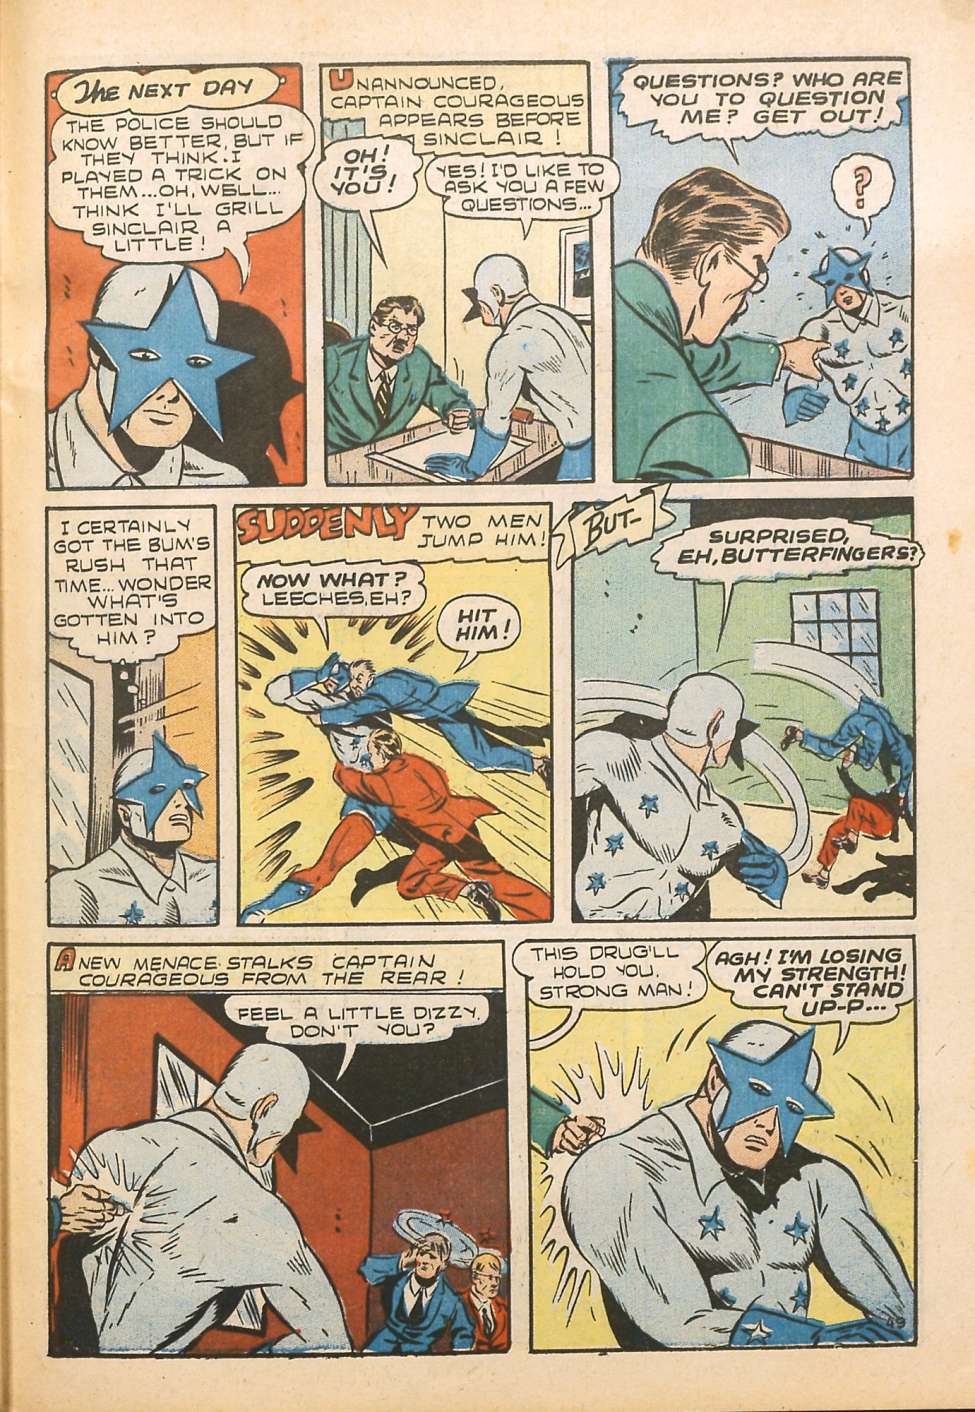 The NEXT DAY
THE POLICE SHOULD
KNOW BETTER, BUT IF
THEY THINK I
PLAYED A TRICK ON
THEM...OH, WELL...
THINK I'LL GRILL
SINCLAIR A
LITTLE!
UNANNOUNCED,
CAPTAIN COURAGEOUS
APPEARS BEFORE
SINCLAIR!
OH!
IT'S
YOU!
YES! I'D LIKE TO
ASK YOU A FEW
QUESTIONS...
QUESTIONS? WHO ARE
YOU TO QUESTION
ME? GET OUT!
?
I CERTAINLY
GOT THE BUM'S
RUSH THAT
TIME...WONDER
WHAT'S
GOTTEN INTO
HIM?
SUDDENLY TWO MEN
JUMP HIM!
NOW WHAT?
LEECHES, EH?
HIT
HIM!
BUT-
SURPRISED,
EH, BUTTERFINGERS?
A NEW MENACE STALKS CAPTAIN
COURAGEOUS FROM THE REAR!
FEEL A LITTLE DIZZY,
DON'T YOU?
THIS DRUG'LL
HOLD YOU,
STRONG MAN!
AGH! I'M LOSING
MY STRENGTH!
CAN'T STAND
UP-P...
49